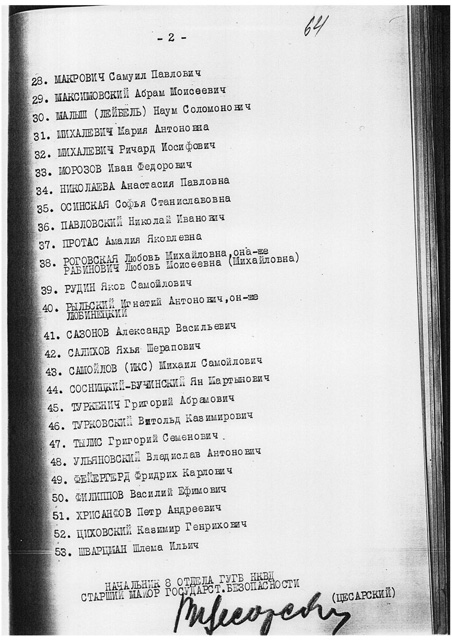 - 2 -
64
28. МАКРОВИЧ Самуил Павлович
29. МАКСИМОВСКИЙ Абрам Моисеевич
30. МАЛЫШ (ЛЕЙБЕЛЬ) Наум Соломонович
31. МИХАЛЕВИЧ Мария Антоновна
32. МИХАЛЕВИЧ Ричард Иосифович
33. МОРОЗОВ Иван Федорович
34. НИКОЛАЕВА Анастасия Павловна
35. ОСИНСКАЯ Софья Станиславовна
36. ПАВЛОВСКИЙ Николай Иванович
37. ПРОТАС Амалия Яковлевна
38. РОГОВСКАЯ Любовь Михайловна,она-же
РАБИНОВИЧ Любовь Моисеевна (Михайловна)
39. РУДИН Яков Самойлович
40. РЫЛЬСКИЙ Игнатий Антонович,он-же
ЛЮБИНЕЦКИЙ
41. САЗОНОВ Александр Васильевич
42. САЛИХОВ Яхья Шерапович
43. САМОЙЛОВ (ИКС) Михаил Самойлович
44. СОСНИЦКИЙ-БУЧИНСКИЙ Ян Мартынович
45. ТУРКЕНИЧ Григорий Абрамович
46. ТУРКОВСКИЙ Витольд Казимирович
47. ТЫЛИС Григорий Семенович
48. УЛЬЯНОВСКИЙ Владислав Антонович
49. ФЕЙЕРГЕРД Фридрих Карлович
50. ФИЛИППОВ Василий Ефимович
51. ХРИСАНФОВ Петр Андреевич
52. ЦИХОВСКИЙ Казимир Генрихович
53. ШВАРЦМАН Шлема Ильич
НАЧАЛЬНИК 8 ОТДЕЛА ГУГБ НКВД
СТАРШИЙ МАЙОР ГОСУДАРСТ.БЕЗОПАСНОСТИ
(ЦЕСАРСКИЙ)